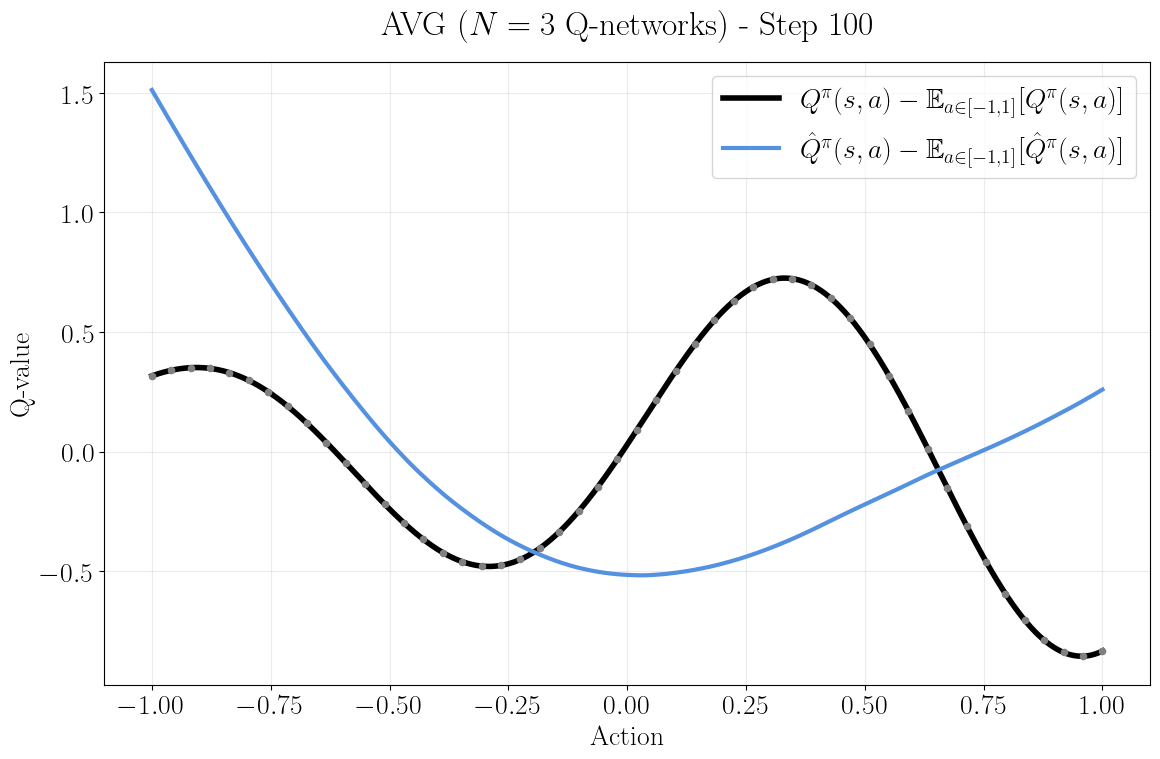 AVG (N = 3 Q-networks) - Step 100
Q^π(s, a) − 𝔼_{a∈[−1,1]}[Q^π(s, a)]
Q̂^π(s, a) − 𝔼_{a∈[−1,1]}[Q̂^π(s, a)]
Q-value
1.5
1.0
0.5
0.0
−0.5
−1.00 −0.75 −0.50 −0.25 0.00 0.25 0.50 0.75 1.00
Action